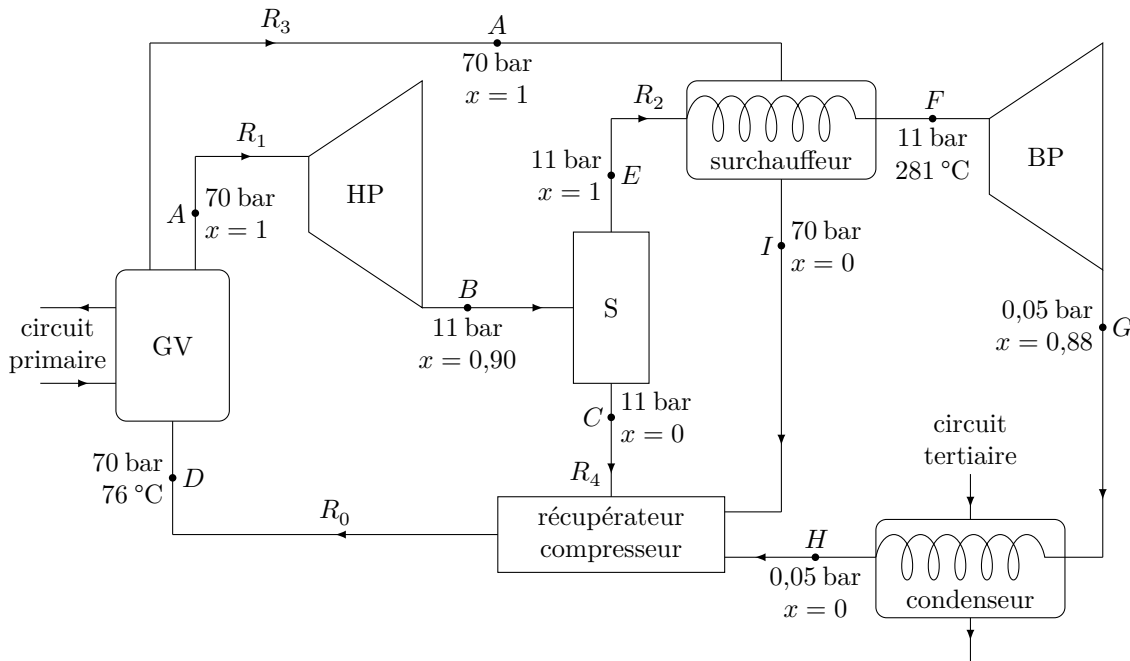 R₃
A
70 bar
x = 1
R₁
A
70 bar
x = 1
HP
R₂
11 bar
x = 1
E
surchauffeur
F
11 bar
281 °C
BP
I
70 bar
x = 0
B
11 bar
x = 0,90
S
0,05 bar
x = 0,88
G
circuit
primaire
GV
C
11 bar
x = 0
R₄
circuit
tertiaire
70 bar
76 °C
D
R₀
récupérateur
compresseur
H
0,05 bar
x = 0
condenseur